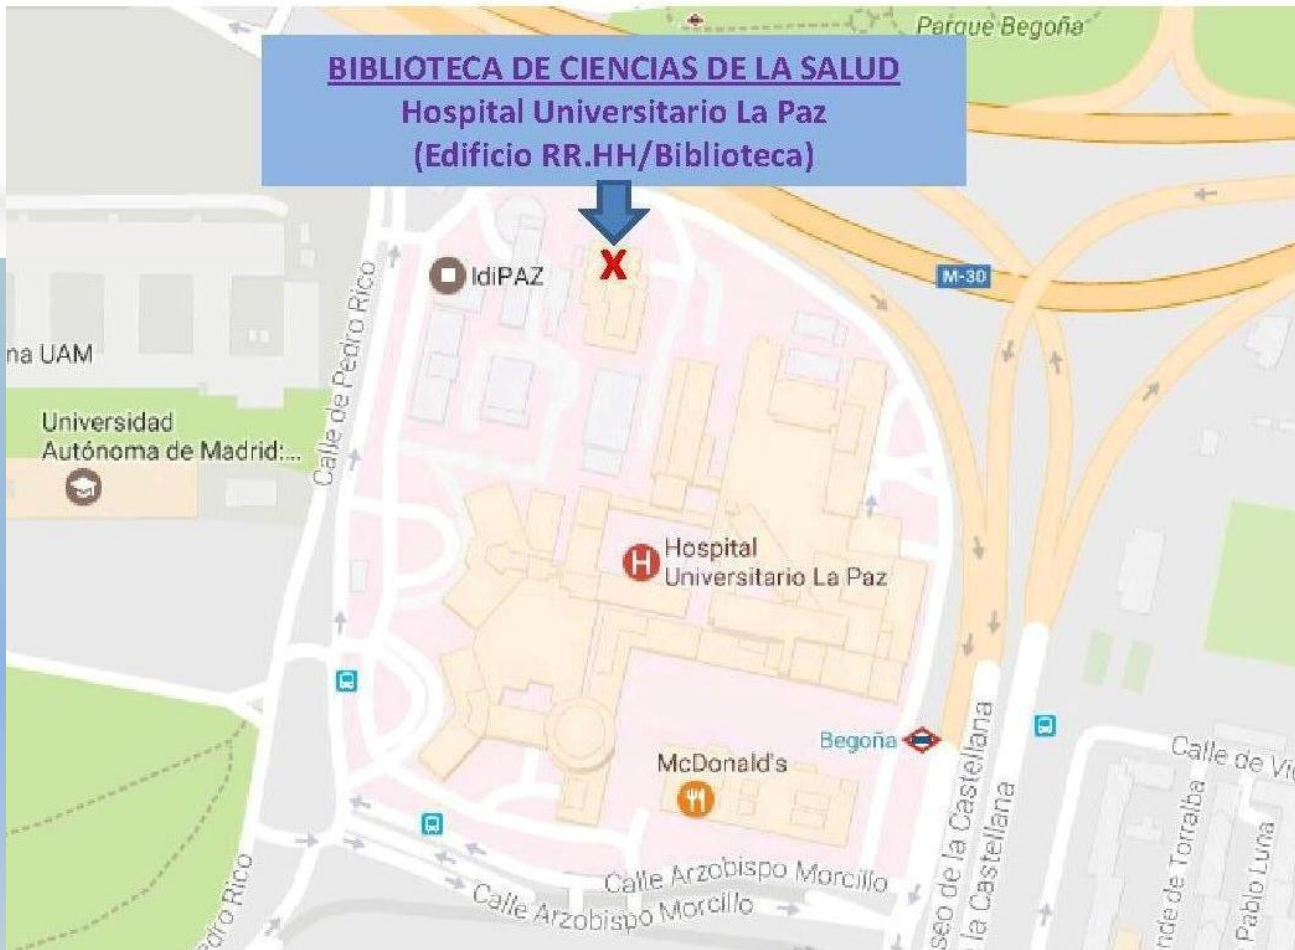 Parque Begoña
BIBLIOTECA DE CIENCIAS DE LA SALUD
Hospital Universitario La Paz
(Edificio RR.HH/Biblioteca)
X
IdiPAZ
M-30
Calle de Pedro Rico
na UAM
Universidad
Autónoma de Madrid:...
H
Hospital
Universitario La Paz
Begoña
McDonald's
Calle de Vic
seo de la Castellana
la Castellana
nde de Torralba
Pablo Luna
Calle Arzobispo Morcillo
Calle Arzobispo Morcillo
edro Rico